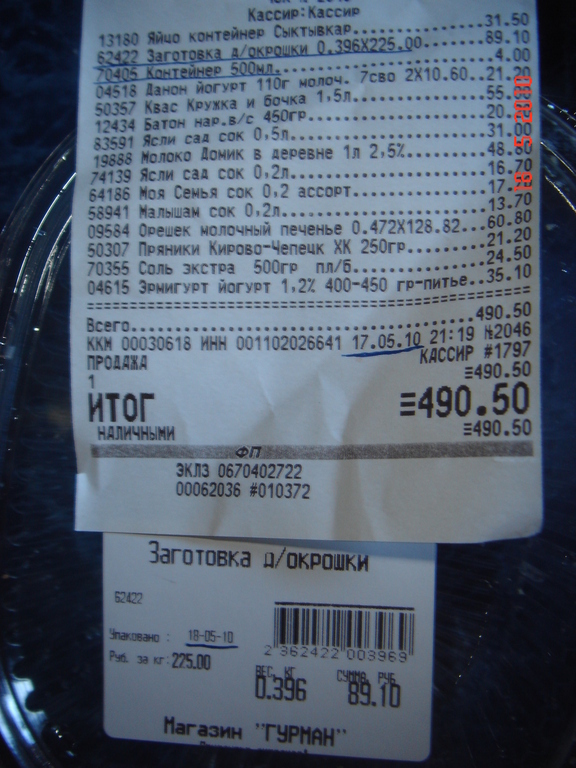 Кассир:Кассир
13180 Яйцо контейнер Сыктывкар...31.50
62422 Заготовка д/окрошки 0.396X225.00...89.10
70405 Контейнер 500мл...4.00
04518 Данон йогурт 110г молоч. 7сво 2X10.60...21.20
50357 Квас Кружка и бочка 1,5л...55.
12434 Батон нар.в/с 450гр...20.
83591 Ясли сад сок 0,5л...31.00
19888 Молоко Домик в деревне 1л 2,5%...48.80
74139 Ясли сад сок 0,2л...16.70
64186 Моя Семья сок 0,2 ассорт...17.
58941 Малышам сок 0,2л...13.70
09584 Орешек молочный печенье 0.472X128.82...60.80
50307 Пряники Кирово-Чепецк ХК 250гр...21.20
70355 Соль экстра 500гр пл/б...24.50
04615 Эрмигурт йогурт 1,2% 400-450 гр-питье..35.10
Всего...490.50
ККМ 00030618 ИНН 001102026641 17.05.10 21:19 №2046
ПРОДАЖА КАССИР #1797
1 ≡490.50
ИТОГ ≡490.50
НАЛИЧНЫМИ ≡490.50
ФП
ЭКЛЗ 0670402722
00062036 #010372
18 5 2010
Заготовка д/окрошки
62422
Упаковано : 18-05-10
Руб. за кг: 225.00
2 362422 003969
ВЕС, КГ СУММА, РУБ
0.396 89.10
Магазин "ГУРМАН"